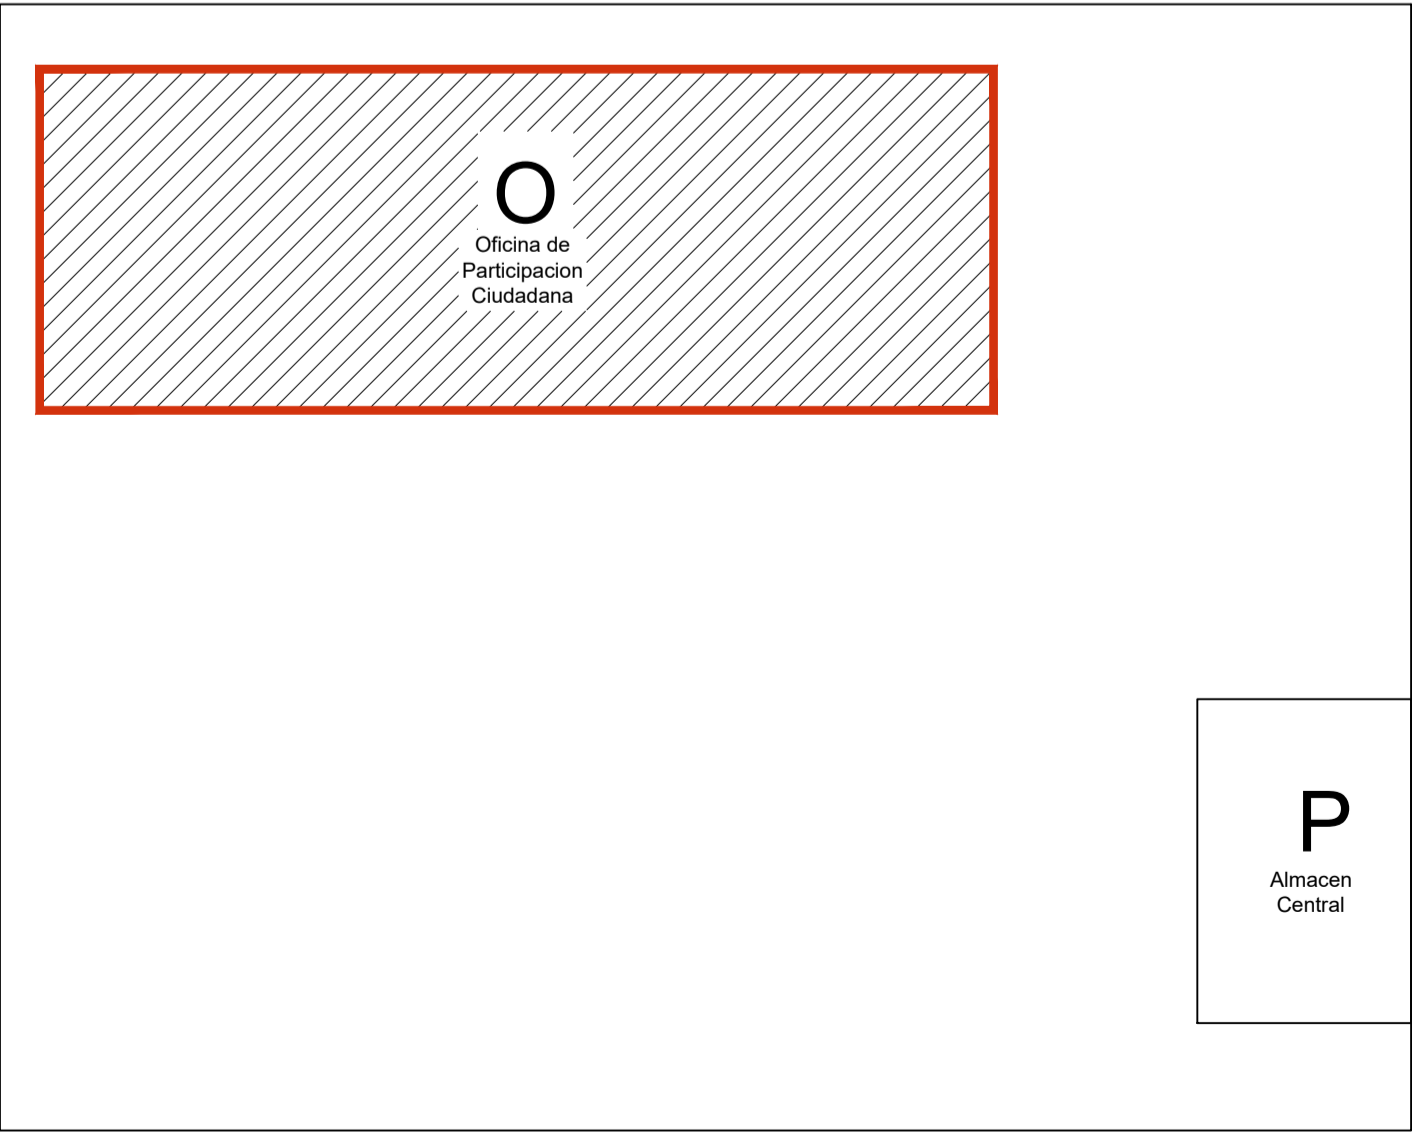 O
Oficina de
Participacion
Ciudadana
P
Almacen
Central